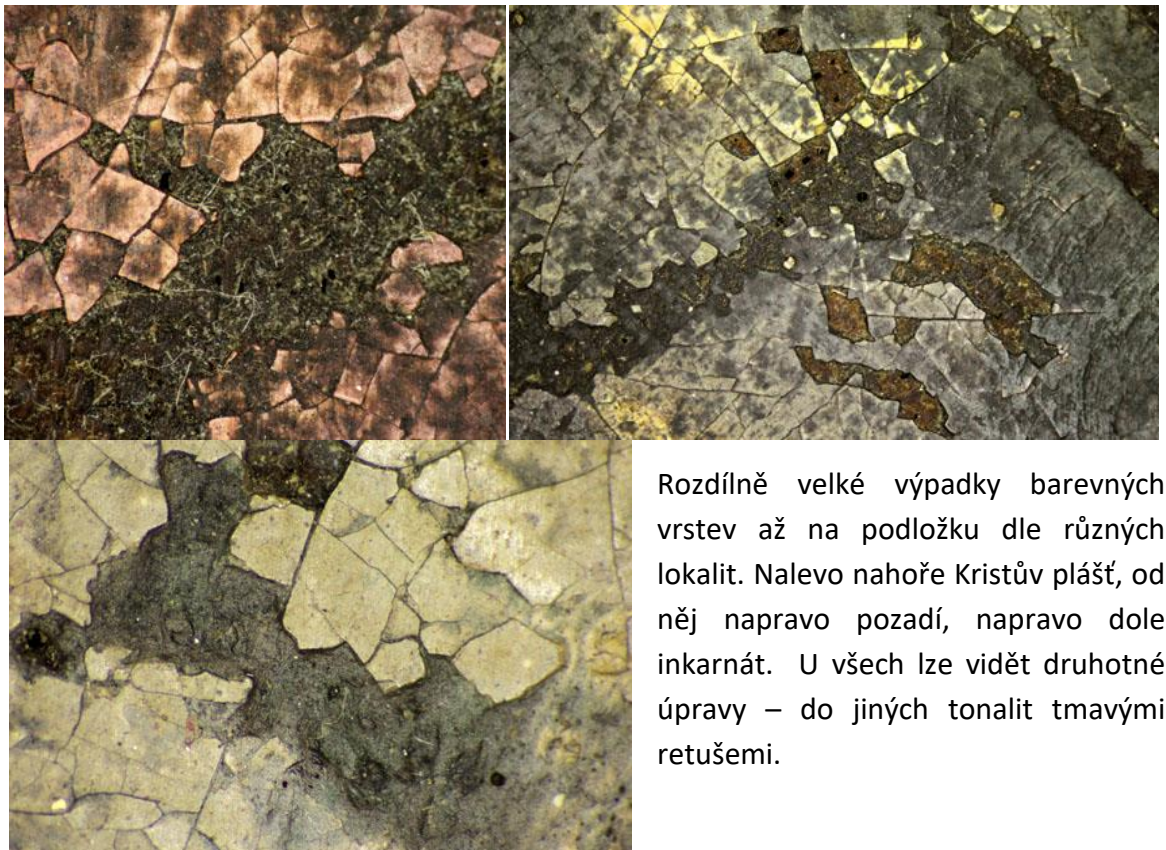 Rozdílně velké výpadky barevných
vrstev až na podložku dle různých
lokalit. Nalevo nahoře Kristův plášť, od
něj napravo pozadí, napravo dole
inkarnát. U všech lze vidět druhotné
úpravy – do jiných tonalit tmavými
retušemi.